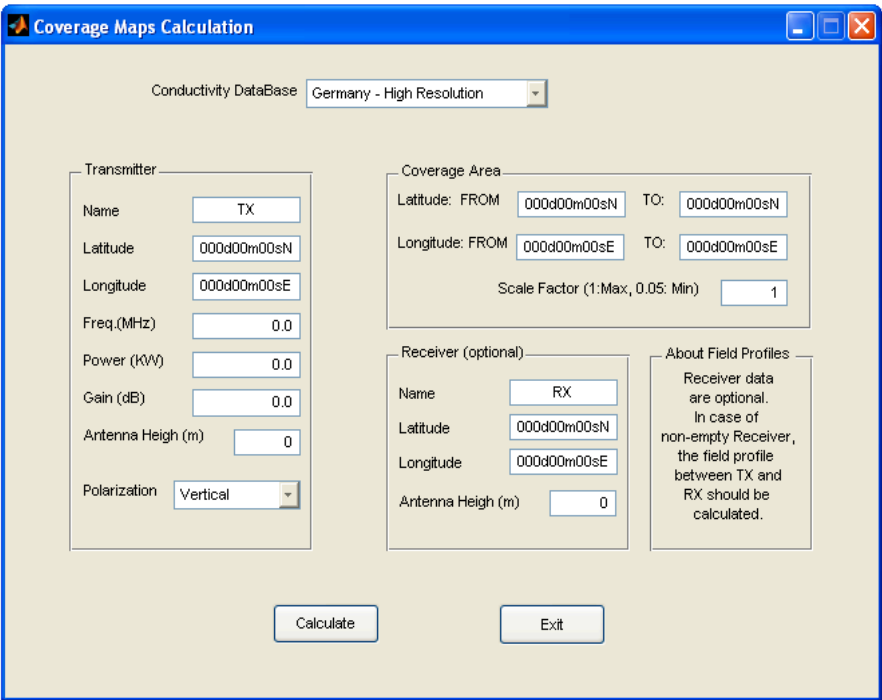 Coverage Maps Calculation
Conductivity DataBase Germany - High Resolution
Transmitter
Name TX
Latitude 000d00m00sN
Longitude 000d00m00sE
Freq.(MHz) 0.0
Power (KW) 0.0
Gain (dB) 0.0
Antenna Heigh (m) 0
Polarization Vertical
Coverage Area
Latitude: FROM 000d00m00sN TO: 000d00m00sN
Longitude: FROM 000d00m00sE TO: 000d00m00sE
Scale Factor (1:Max, 0.05: Min) 1
Receiver (optional)
Name RX
Latitude 000d00m00sN
Longitude 000d00m00sE
Antenna Heigh (m) 0
About Field Profiles
Receiver data
are optional.
In case of
non-empty Receiver,
the field profile
between TX and
RX should be
calculated.
Calculate Exit